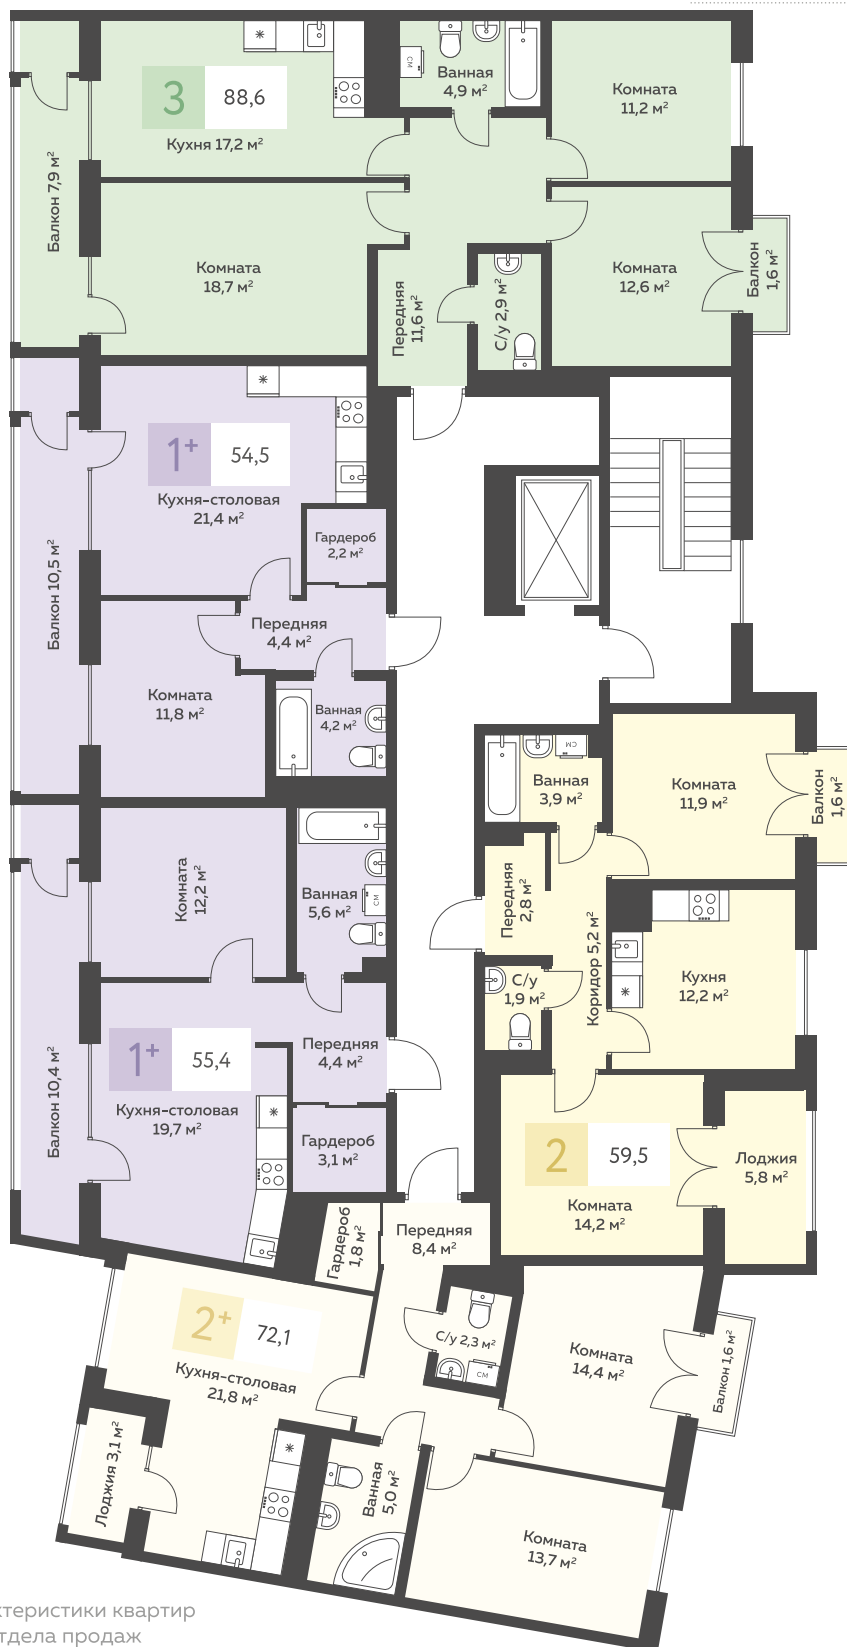 3 88,6
Кухня 17,2 м²
Ванная
4,9 м²
СМ
Комната
11,2 м²
Балкон 7,9 м²
Комната
18,7 м²
Передняя
11,6 м²
С/у 2,9 м²
Комната
12,6 м²
Балкон
1,6 м²
1+ 54,5
Кухня-столовая
21,4 м²
Гардероб
2,2 м²
Балкон 10,5 м²
Передняя
4,4 м²
Комната
11,8 м²
Ванная
4,2 м²
Ванная
3,9 м²
СМ
Комната
11,9 м²
Балкон
1,6 м²
Комната
12,2 м²
Ванная
5,6 м²
СМ
Передняя
2,8 м²
Коридор 5,2 м²
С/у
1,9 м²
Кухня
12,2 м²
1+ 55,4
Кухня-столовая
19,7 м²
Передняя
4,4 м²
Балкон 10,4 м²
Гардероб
3,1 м²
2 59,5
Комната
14,2 м²
Лоджия
5,8 м²
Гардероб
1,8 м²
Передняя
8,4 м²
2+ 72,1
Кухня-столовая
21,8 м²
С/у 2,3 м²
СМ
Комната
14,4 м²
Балкон 1,6 м²
Лоджия 3,1 м²
Ванная
5,0 м²
Комната
13,7 м²
ктеристики квартир
тдела продаж